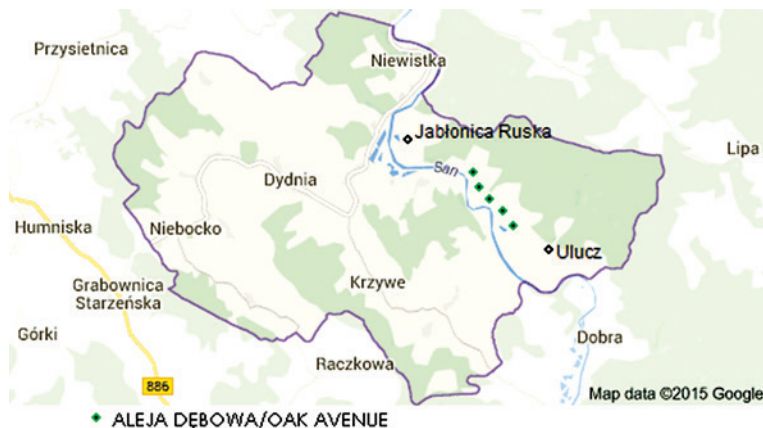 Przysietnica
Niewistka
Jabłonica Ruska
Lipa
San
Dydnia
Humniska
Niebocko
Ulucz
Grabownica
Starzeńska
Krzywe
Górki
Dobra
Raczkowa
886
Map data ©2015 Google
ALEJA DEBOWA/OAK AVENUE